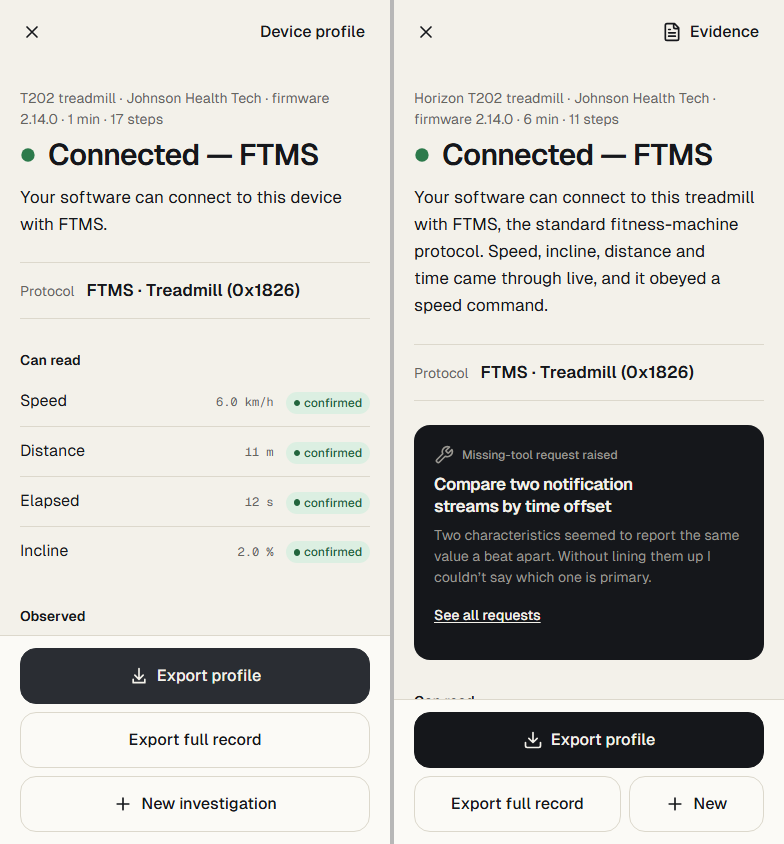 Device profile
T202 treadmill · Johnson Health Tech · firmware
2.14.0 · 1 min · 17 steps
Connected — FTMS
Your software can connect to this device
with FTMS.
Protocol FTMS · Treadmill (0x1826)
Can read
Speed 6.0 km/h confirmed
Distance 11 m confirmed
Elapsed 12 s confirmed
Incline 2.0 % confirmed
Observed
Export profile
Export full record
New investigation
Evidence
Horizon T202 treadmill · Johnson Health Tech ·
firmware 2.14.0 · 6 min · 11 steps
Connected — FTMS
Your software can connect to this treadmill
with FTMS, the standard fitness-machine
protocol. Speed, incline, distance and
time came through live, and it obeyed a
speed command.
Protocol FTMS · Treadmill (0x1826)
Missing-tool request raised
Compare two notification
streams by time offset
Two characteristics seemed to report the same
value a beat apart. Without lining them up I
couldn't say which one is primary.
See all requests
Export profile
Export full record
New